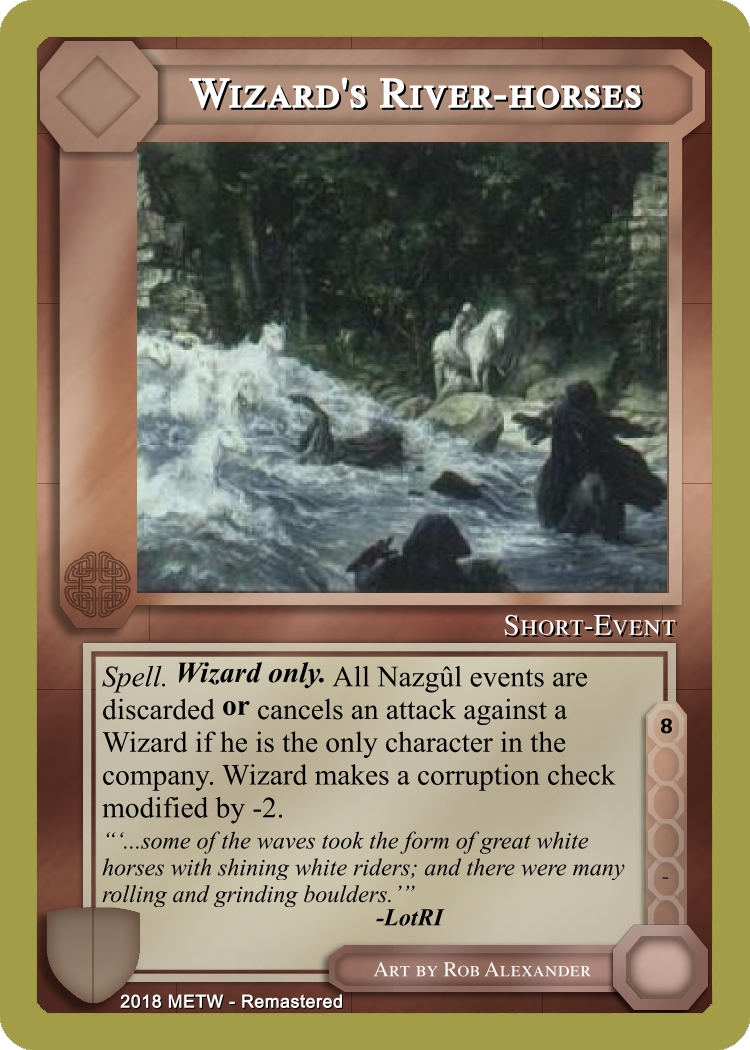 WIZARD'S RIVER-HORSES
SHORT-EVENT
Spell. Wizard only. All Nazgûl events are
discarded or cancels an attack against a
Wizard if he is the only character in the
company. Wizard makes a corruption check
modified by -2.
8
“‘...some of the waves took the form of great white
horses with shining white riders; and there were many
rolling and grinding boulders.’”
-
-LotRI
ART BY ROB ALEXANDER
2018 METW - Remastered